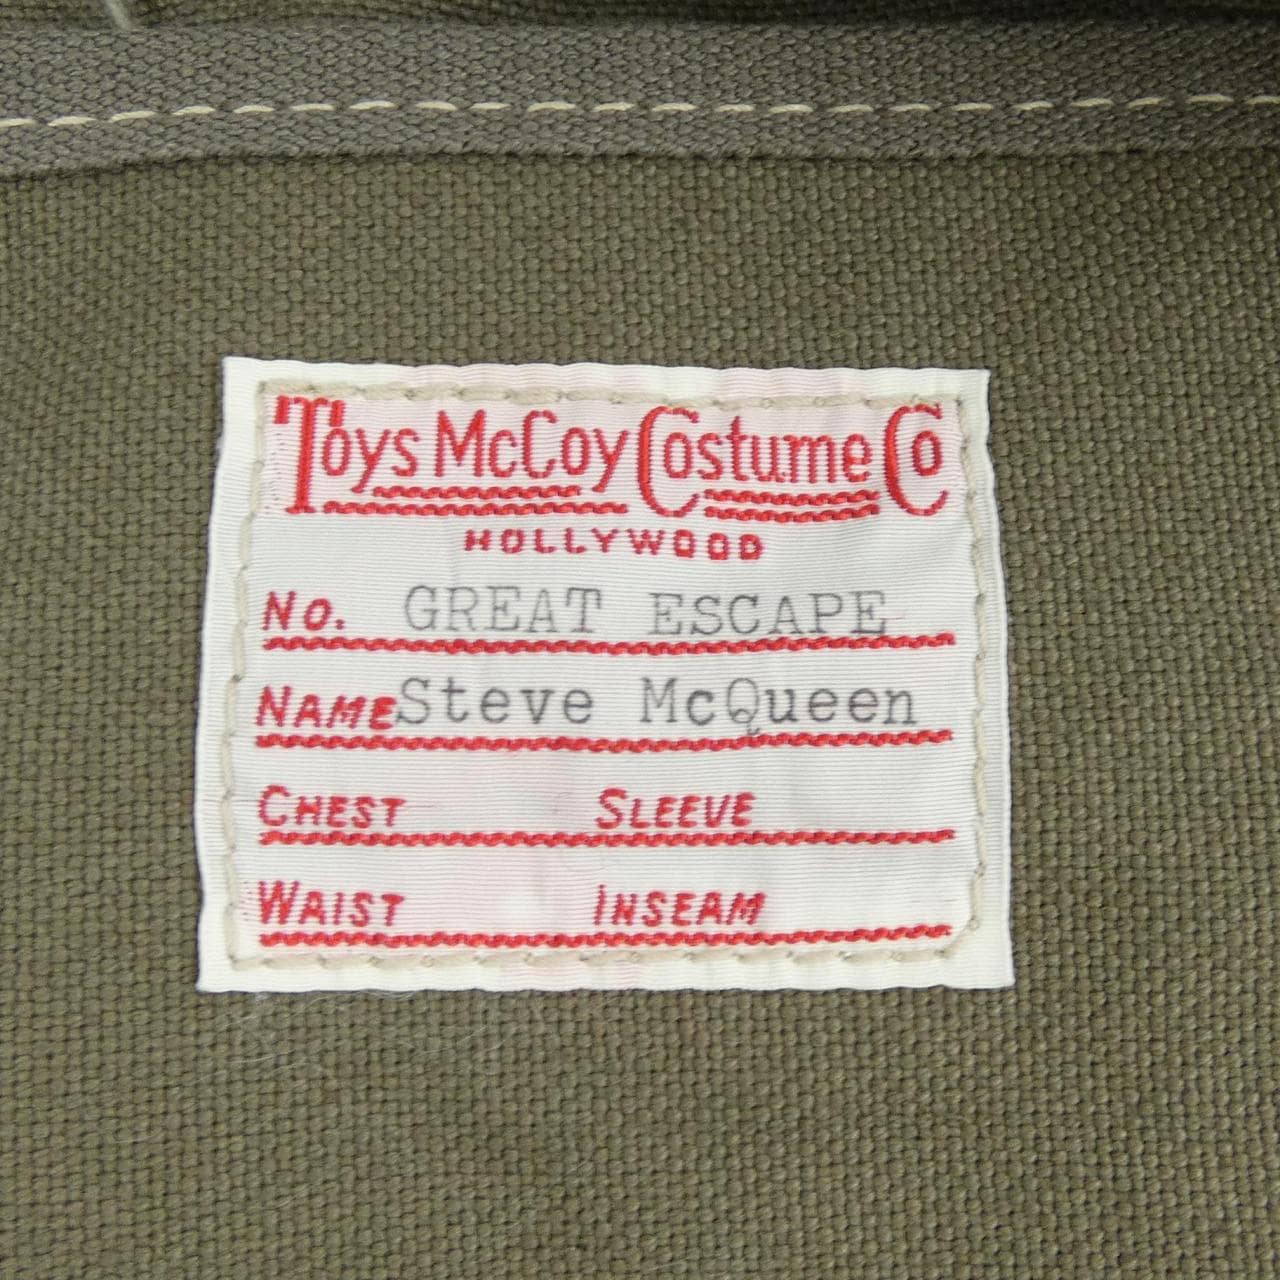 Toys McCoy Costume Co
HOLLYWOOD
NO. GREAT ESCAPE
NAME Steve McQueen
CHEST SLEEVE
WAIST INSEAM